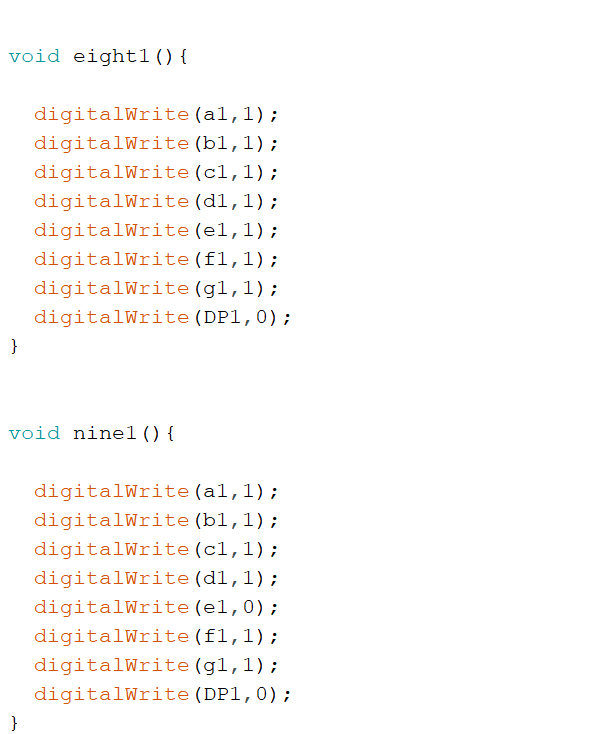 void eight1(){
digitalWrite(a1,1);
digitalWrite(b1,1);
digitalWrite(c1,1);
digitalWrite(d1,1);
digitalWrite(e1,1);
digitalWrite(f1,1);
digitalWrite(g1,1);
digitalWrite(DP1,0);
}
void nine1(){
digitalWrite(a1,1);
digitalWrite(b1,1);
digitalWrite(c1,1);
digitalWrite(d1,1);
digitalWrite(e1,0);
digitalWrite(f1,1);
digitalWrite(g1,1);
digitalWrite(DP1,0);
}